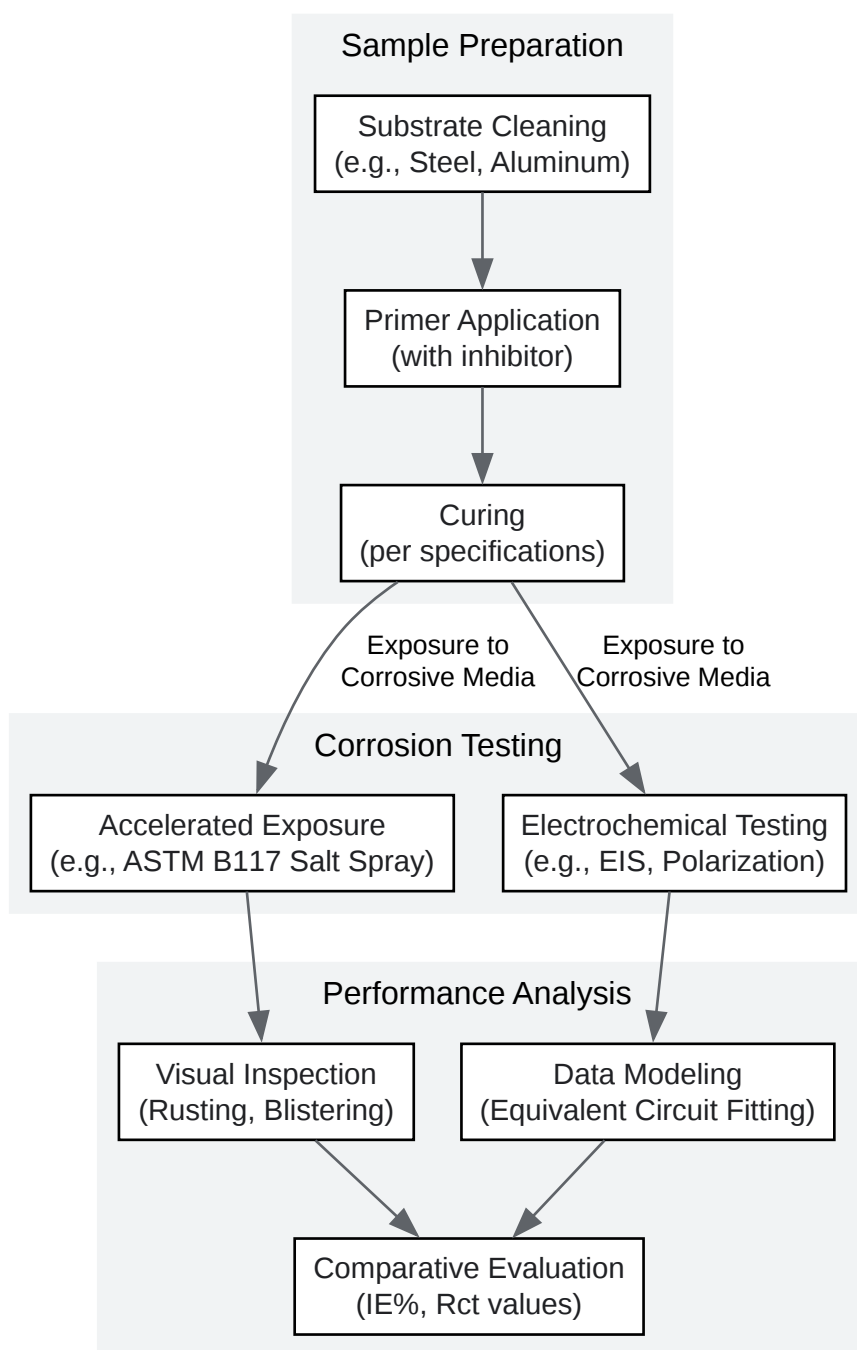 Sample Preparation
Substrate Cleaning
(e.g., Steel, Aluminum)
Primer Application
(with inhibitor)
Curing
(per specifications)
Exposure to
Corrosive Media
Exposure to
Corrosive Media
Corrosion Testing
Accelerated Exposure
(e.g., ASTM B117 Salt Spray)
Electrochemical Testing
(e.g., EIS, Polarization)
Performance Analysis
Visual Inspection
(Rusting, Blistering)
Data Modeling
(Equivalent Circuit Fitting)
Comparative Evaluation
(IE%, Rct values)